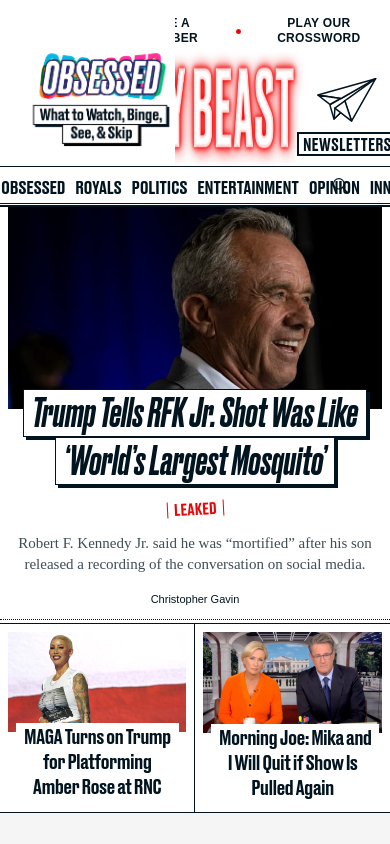 E A
BER
PLAY OUR
CROSSWORD
OBSESSED
What to Watch, Binge,
See, & Skip
Y BEAST
NEWSLETTERS
OBSESSED ROYALS POLITICS ENTERTAINMENT OPINION INN
Trump Tells RFK Jr. Shot Was Like
‘World’s Largest Mosquito’
LEAKED
Robert F. Kennedy Jr. said he was “mortified” after his son
released a recording of the conversation on social media.
Christopher Gavin
MAGA Turns on Trump
for Platforming
Amber Rose at RNC
Morning Joe: Mika and
I Will Quit if Show Is
Pulled Again